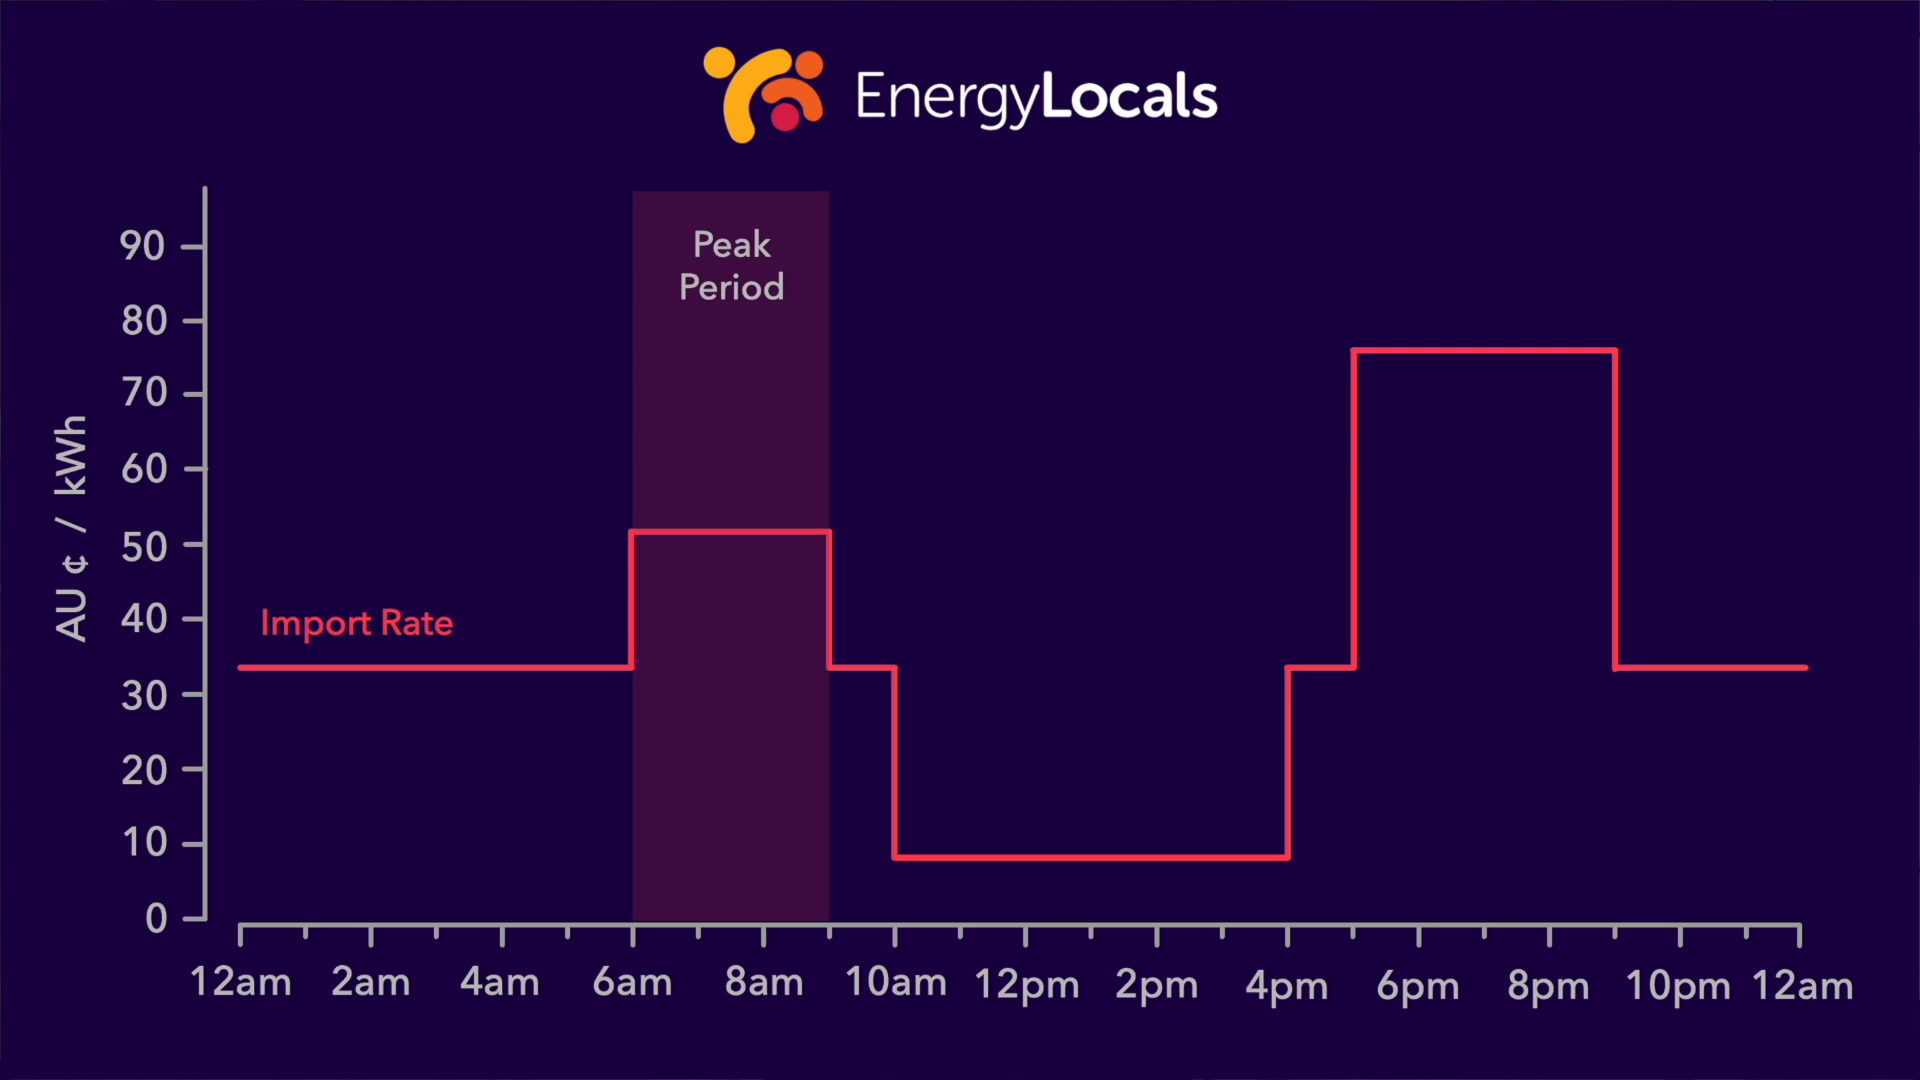 EnergyLocals
Peak
Period
90
80
70
60
50
40
30
20
10
0
AU ¢ / kWh
Import Rate
12am 2am 4am 6am 8am 10am 12pm 2pm 4pm 6pm 8pm 10pm 12am